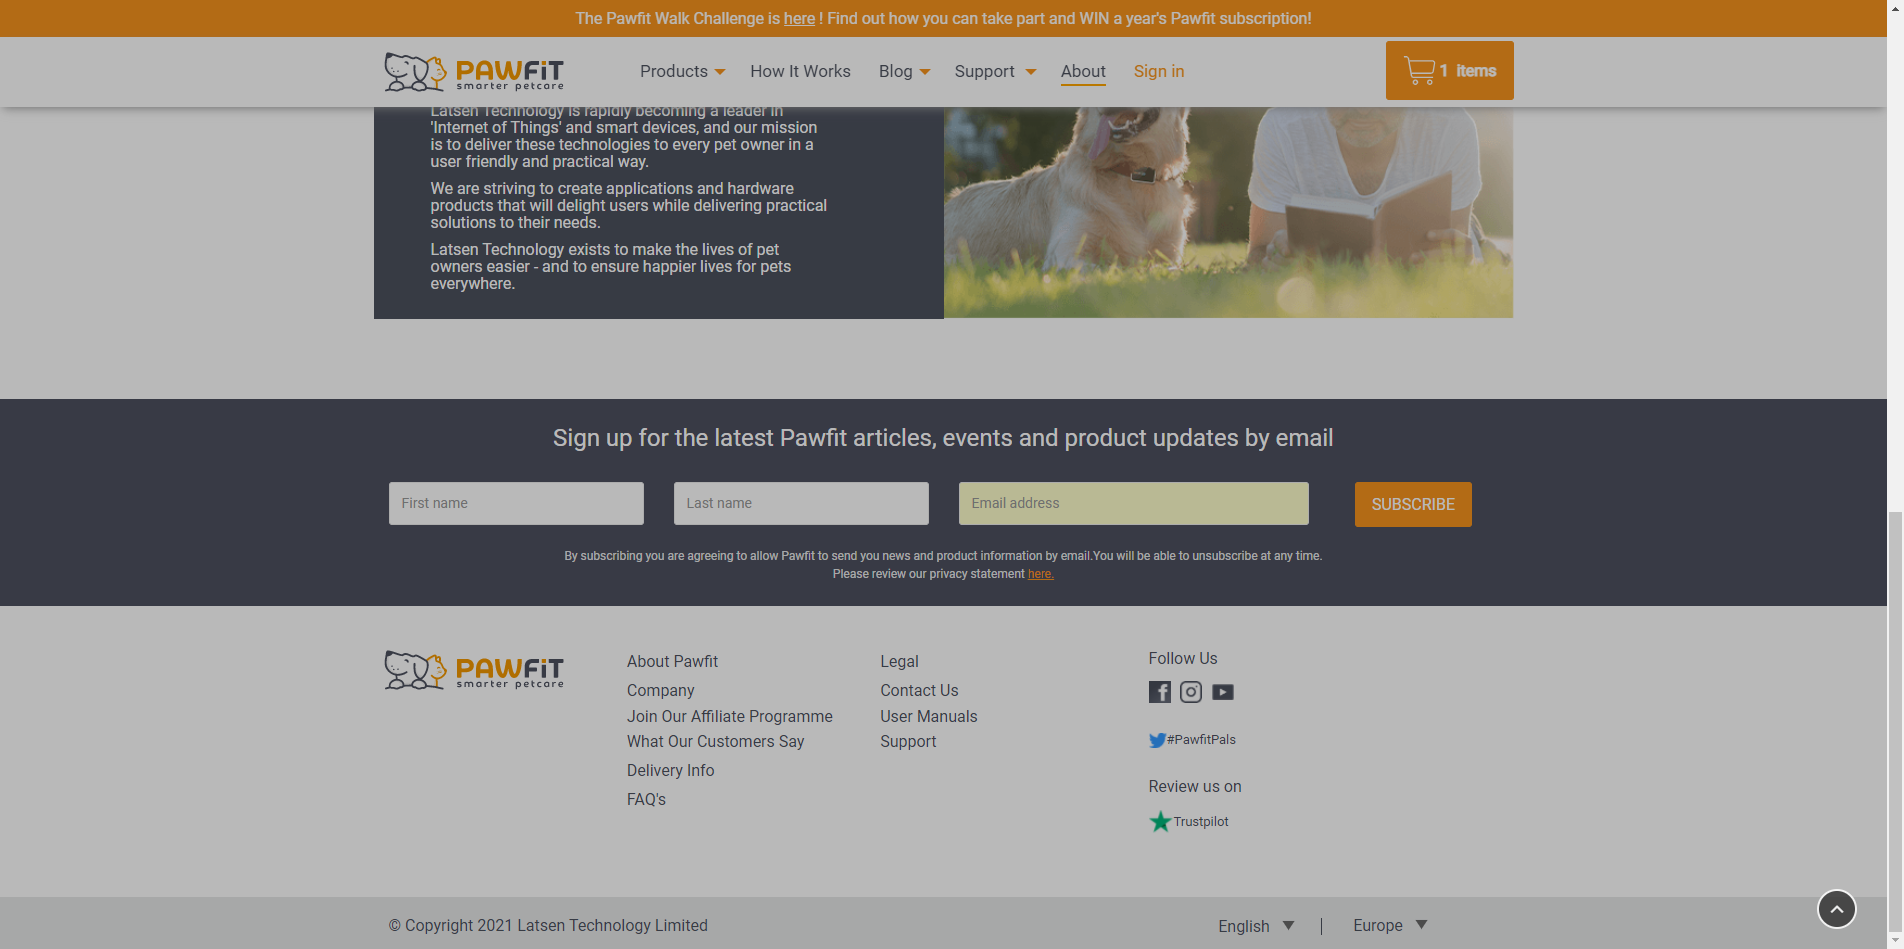 The Pawfit Walk Challenge is here ! Find out how you can take part and WIN a year's Pawfit subscription!
PAWFiT
smarter petcare
Products
How It Works
Blog
Support
About
Sign in
1 items
Latsen Technology is rapidly becoming a leader in
'Internet of Things' and smart devices, and our mission
is to deliver these technologies to every pet owner in a
user friendly and practical way.
We are striving to create applications and hardware
products that will delight users while delivering practical
solutions to their needs.
Latsen Technology exists to make the lives of pet
owners easier - and to ensure happier lives for pets
everywhere.
Sign up for the latest Pawfit articles, events and product updates by email
First name
Last name
Email address
SUBSCRIBE
By subscribing you are agreeing to allow Pawfit to send you news and product information by email.You will be able to unsubscribe at any time.
Please review our privacy statement here.
PAWFiT
smarter petcare
About Pawfit
Company
Join Our Affiliate Programme
What Our Customers Say
Delivery Info
FAQ's
Legal
Contact Us
User Manuals
Support
Follow Us
#PawfitPals
Review us on
Trustpilot
© Copyright 2021 Latsen Technology Limited
English
|
Europe